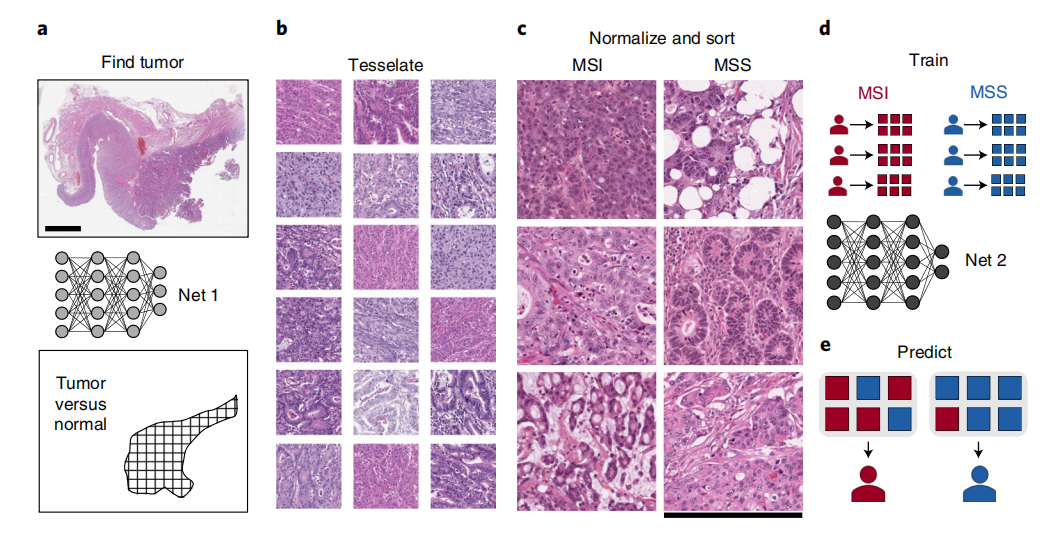 a
Find tumor
Net 1
Tumor
versus
normal
b
Tesselate
c
Normalize and sort
MSI
MSS
d
Train
MSI
MSS
Net 2
e
Predict